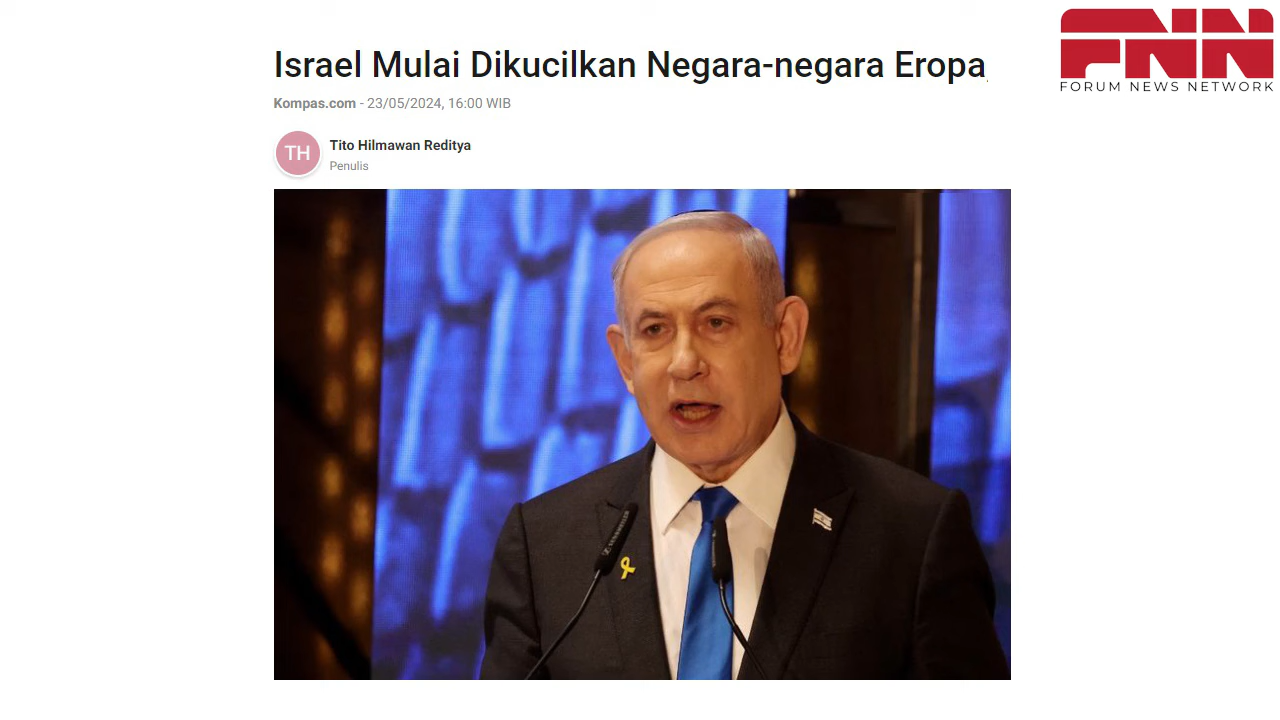 Israel Mulai Dikucilkan Negara-negara Eropa,
Kompas.com - 23/05/2024, 16:00 WIB
TH
Tito Hilmawan Reditya
Penulis
FNN
FORUM NEWS NETWORK